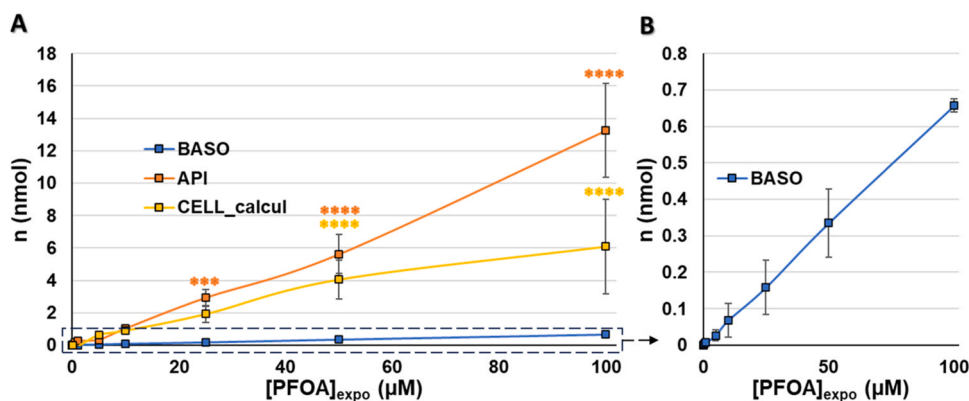 A
B
18
16
14
12
10
8
6
4
2
0
n (nmol)
BASO
API
CELL_calcul
****
****
****
****
***
0 20 40 60 80 100
[PFOA]expo (µM)
0.8
0.7
0.6
0.5
0.4
0.3
0.2
0.1
0
n (nmol)
BASO
0 50 100
[PFOA]expo (µM)